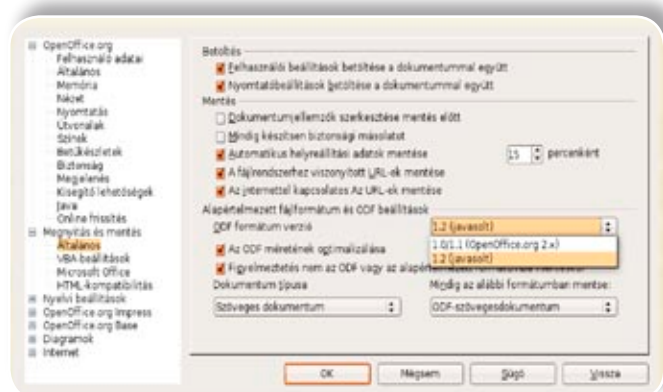 OpenOffice.org
Felhasználó adatai
Általános
Memória
Nézet
Nyomtatás
Útvonalak
Színek
Betűkészletek
Biztonság
Megjelenés
Kisegítő lehetőségek
Java
Online frissítés
Megnyitás és mentés
Általános
VBA beállítások
Microsoft Office
HTML-kompatibilitás
Nyelvi beállítások
OpenOffice.org Impress
OpenOffice.org Base
Diagramok
Internet
Betöltés
Felhasználói beállítások betöltése a dokumentummal együtt
Nyomtatóbeállítások betöltése a dokumentummal együtt
Mentés
Dokumentumjellemzők szerkesztése mentés előtt
Mindig készítsen biztonsági másolatot
Automatikus helyreállítási adatok mentése 15 percenként
A fájlrendszerhez viszonyított URL-ek mentése
Az internettel kapcsolatos Az URL-ek mentése
Alapértelmezett fájlformátum és ODF beállítások
ODF formátum verzió 1.2 (javasolt)
1.0/1.1 (OpenOffice.org 2.x)
1.2 (javasolt)
Az ODF méretének optimalizálása
Figyelmeztetés nem az ODF vagy az alapértelmezett
Dokumentum típusa Mindig az alábbi formátumban mentse:
Szöveges dokumentum ODF-szövegesdokumentum
OK Mégsem Súgó Vissza